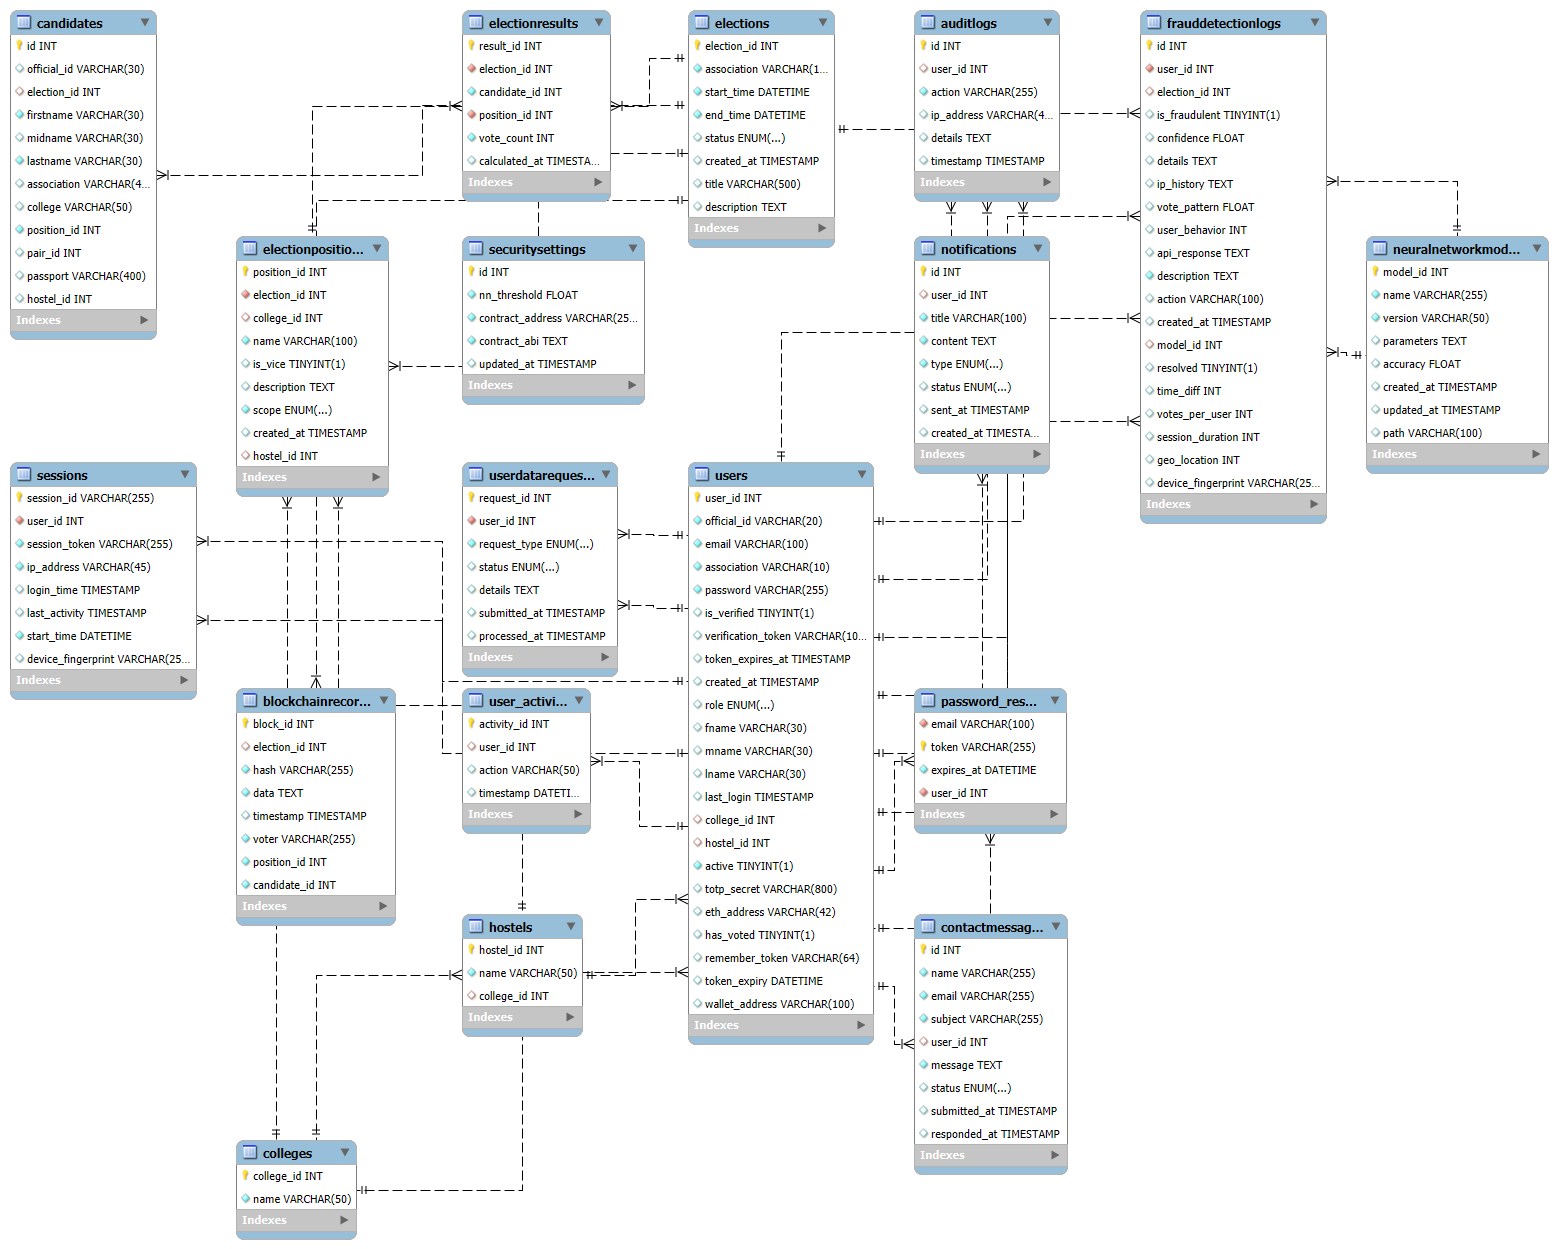 candidates
id INT
official_id VARCHAR(30)
election_id INT
firstname VARCHAR(30)
midname VARCHAR(30)
lastname VARCHAR(30)
association VARCHAR(4...
college VARCHAR(50)
position_id INT
pair_id INT
passport VARCHAR(400)
hostel_id INT
Indexes
electionresults
result_id INT
election_id INT
candidate_id INT
position_id INT
vote_count INT
calculated_at TIMESTA...
Indexes
elections
election_id INT
association VARCHAR(1...
start_time DATETIME
end_time DATETIME
status ENUM(...)
created_at TIMESTAMP
title VARCHAR(500)
description TEXT
Indexes
auditlogs
id INT
user_id INT
action VARCHAR(255)
ip_address VARCHAR(4...
details TEXT
timestamp TIMESTAMP
Indexes
frauddetectionlogs
id INT
user_id INT
election_id INT
is_fraudulent TINYINT(1)
confidence FLOAT
details TEXT
ip_history TEXT
vote_pattern FLOAT
user_behavior INT
api_response TEXT
description TEXT
action VARCHAR(100)
created_at TIMESTAMP
model_id INT
resolved TINYINT(1)
time_diff INT
votes_per_user INT
session_duration INT
geo_location INT
device_fingerprint VARCHAR(25...
Indexes
electionpositio...
position_id INT
election_id INT
college_id INT
name VARCHAR(100)
is_vice TINYINT(1)
description TEXT
scope ENUM(...)
created_at TIMESTAMP
hostel_id INT
Indexes
securitysettings
id INT
nn_threshold FLOAT
contract_address VARCHAR(25...
contract_abi TEXT
updated_at TIMESTAMP
Indexes
notifications
id INT
user_id INT
title VARCHAR(100)
content TEXT
type ENUM(...)
status ENUM(...)
sent_at TIMESTAMP
created_at TIMESTA...
Indexes
neuralnetworkmod...
model_id INT
name VARCHAR(255)
version VARCHAR(50)
parameters TEXT
accuracy FLOAT
created_at TIMESTAMP
updated_at TIMESTAMP
path VARCHAR(100)
Indexes
sessions
session_id VARCHAR(255)
user_id INT
session_token VARCHAR(255)
ip_address VARCHAR(45)
login_time TIMESTAMP
last_activity TIMESTAMP
start_time DATETIME
device_fingerprint VARCHAR(25...
Indexes
userdatareques...
request_id INT
user_id INT
request_type ENUM(...)
status ENUM(...)
details TEXT
submitted_at TIMESTAMP
processed_at TIMESTAMP
Indexes
users
user_id INT
official_id VARCHAR(20)
email VARCHAR(100)
association VARCHAR(10)
password VARCHAR(255)
is_verified TINYINT(1)
verification_token VARCHAR(10...
token_expires_at TIMESTAMP
created_at TIMESTAMP
role ENUM(...)
fname VARCHAR(30)
mname VARCHAR(30)
lname VARCHAR(30)
last_login TIMESTAMP
college_id INT
hostel_id INT
active TINYINT(1)
totp_secret VARCHAR(800)
eth_address VARCHAR(42)
has_voted TINYINT(1)
remember_token VARCHAR(64)
token_expiry DATETIME
wallet_address VARCHAR(100)
Indexes
blockchainrecor...
block_id INT
election_id INT
hash VARCHAR(255)
data TEXT
timestamp TIMESTAMP
voter VARCHAR(255)
position_id INT
candidate_id INT
Indexes
user_activi...
activity_id INT
user_id INT
action VARCHAR(50)
timestamp DATETI...
Indexes
password_res...
email VARCHAR(100)
token VARCHAR(255)
expires_at DATETIME
user_id INT
Indexes
hostels
hostel_id INT
name VARCHAR(50)
college_id INT
Indexes
contactmessag...
id INT
name VARCHAR(255)
email VARCHAR(255)
subject VARCHAR(255)
user_id INT
message TEXT
status ENUM(...)
submitted_at TIMESTAMP
responded_at TIMESTAMP
Indexes
colleges
college_id INT
name VARCHAR(50)
Indexes